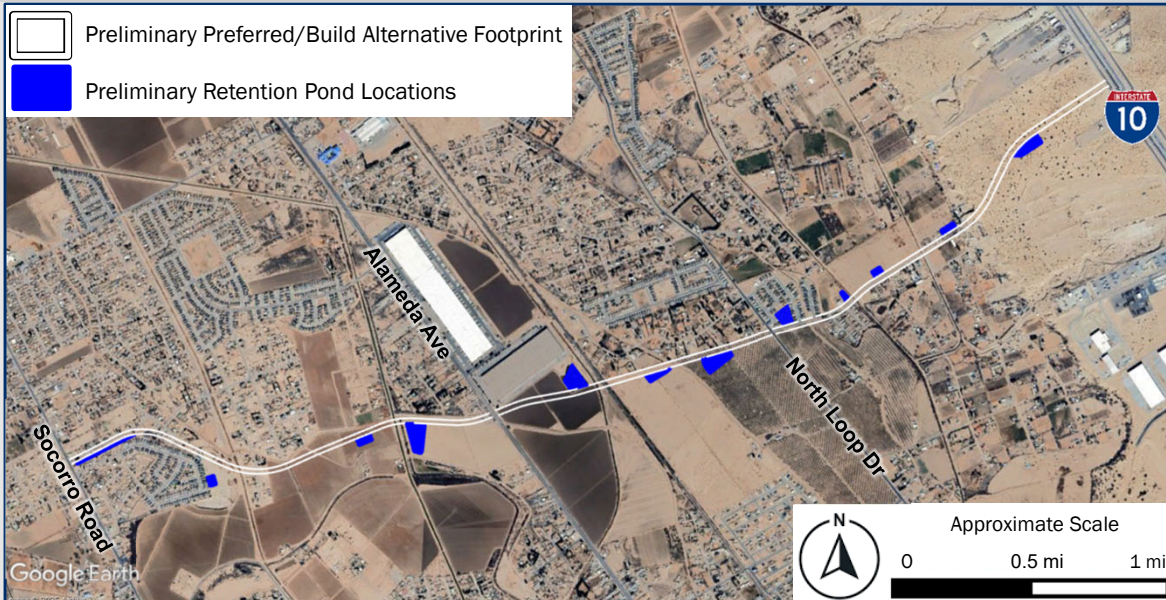 Preliminary Preferred/Build Alternative Footprint
Preliminary Retention Pond Locations
INTERSTATE
10
Alameda Ave
North Loop Dr
Socorro Road
Google Earth
N
Approximate Scale
0 0.5 mi 1 mi